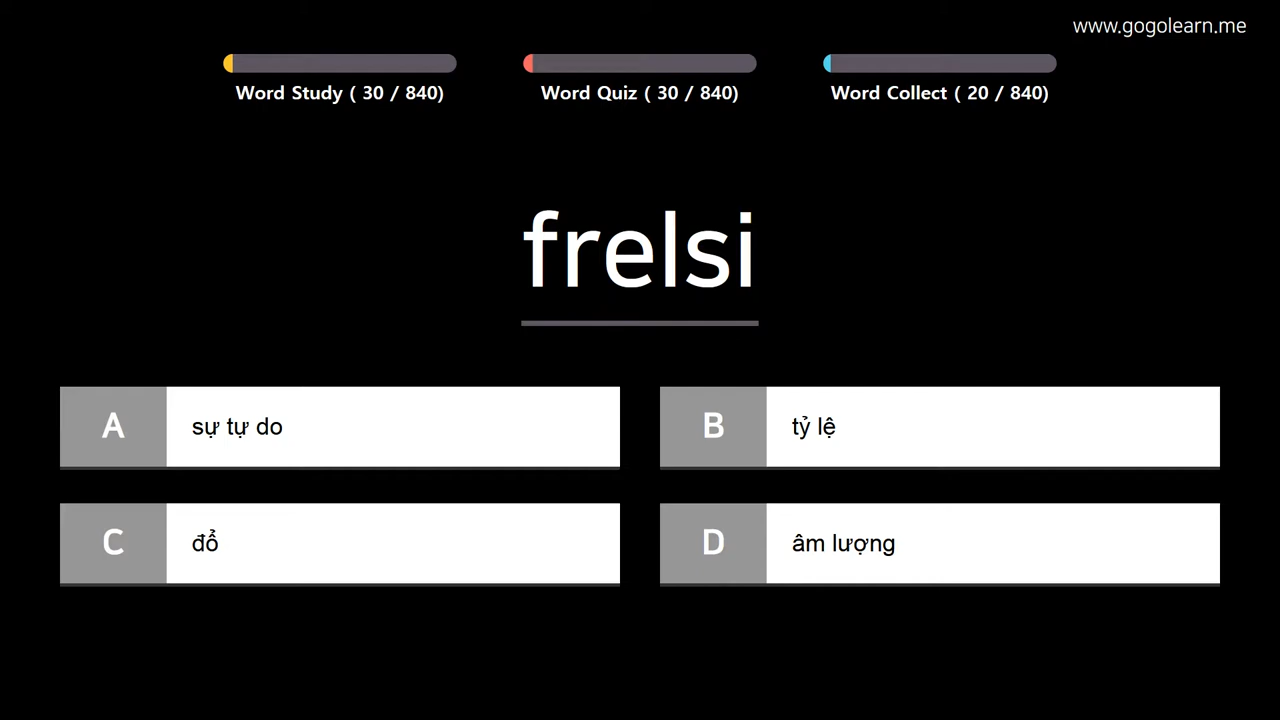 www.gogolearn.me
Word Study ( 30 / 840)
Word Quiz ( 30 / 840)
Word Collect ( 20 / 840)
frelsi
A
sự tự do
B
tỷ lệ
C
đổ
D
âm lượng